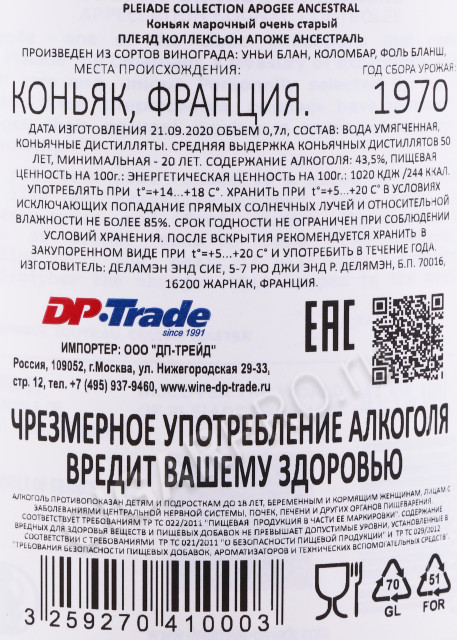 PLEIADE COLLECTION APOGEE ANCESTRAL
Коньяк марочный очень старый
ПЛЕЯД КОЛЛЕКСЬОН АПОЖЕ АНСЕСТРАЛЬ
ПРОИЗВЕДЕН ИЗ СОРТОВ ВИНОГРАДА: УНЬИ БЛАН, КОЛОМБАР, ФОЛЬ БЛАНШ,
МЕСТА ПРОИСХОЖДЕНИЯ: ГОД СБОРА УРОЖАЯ:
КОНЬЯК, ФРАНЦИЯ. 1970
ДАТА ИЗГОТОВЛЕНИЯ 21.09.2020 ОБЪЕМ 0,7л, СОСТАВ: ВОДА УМЯГЧЕННАЯ,
КОНЬЯЧНЫЕ ДИСТИЛЛЯТЫ. СРЕДНЯЯ ВЫДЕРЖКА КОНЬЯЧНЫХ ДИСТИЛЛЯТОВ 50
ЛЕТ, МИНИМАЛЬНАЯ - 20 ЛЕТ. СОДЕРЖАНИЕ АЛКОГОЛЯ: 43,5%, ПИЩЕВАЯ
ЦЕННОСТЬ НА 100г.: ЭНЕРГЕТИЧЕСКАЯ ЦЕННОСТЬ НА 100г.: 1020 КДЖ /244 ККАЛ.
УПОТРЕБЛЯТЬ ПРИ t°=+14...+18 С°. ХРАНИТЬ ПРИ t°=+5...+20 С° В УСЛОВИЯХ
ИСКЛЮЧАЮЩИХ ПОПАДАНИЕ ПРЯМЫХ СОЛНЕЧНЫХ ЛУЧЕЙ И ОТНОСИТЕЛЬНОЙ
ВЛАЖНОСТИ НЕ БОЛЕЕ 85%. СРОК ГОДНОСТИ НЕ ОГРАНИЧЕН ПРИ СОБЛЮДЕНИИ
УСЛОВИЙ ХРАНЕНИЯ. ПОСЛЕ ВСКРЫТИЯ РЕКОМЕНДУЕТСЯ ХРАНИТЬ В
ЗАКУПОРЕННОМ ВИДЕ ПРИ t°=+5...+20 С° И УПОТРЕБИТЬ В ТЕЧЕНИЕ ГОДА.
ИЗГОТОВИТЕЛЬ: ДЕЛАМЭН ЭНД СИЕ, 5-7 РЮ ДЖИ ЭНД Р. ДЕЛЯМЭН, Б.П. 70016,
16200 ЖАРНАК, ФРАНЦИЯ.
DP-Trade
since 1991
ЕАС
ИМПОРТЕР: ООО "ДП-ТРЕЙД"
Россия, 109052, г.Москва, ул. Нижегородская 29-33,
стр. 12, тел. +7 (495) 937-9460, www.wine-dp-trade.ru
ЧРЕЗМЕРНОЕ УПОТРЕБЛЕНИЕ АЛКОГОЛЯ
ВРЕДИТ ВАШЕМУ ЗДОРОВЬЮ
АЛКОГОЛЬ ПРОТИВОПОКАЗАН ДЕТЯМ И ПОДРОСТКАМ ДО 18 ЛЕТ, БЕРЕМЕННЫМ И КОРМЯЩИМ ЖЕНЩИНАМ, ЛИЦАМ С
ЗАБОЛЕВАНИЯМИ ЦЕНТРАЛЬНОЙ НЕРВНОЙ СИСТЕМЫ, ПОЧЕК, ПЕЧЕНИ И ДРУГИХ ОРГАНОВ ПИЩЕВАРЕНИЯ
СООТВЕТСТВУЕТ ТРЕБОВАНИЯМ ТР ТС 022/2011 "ПИЩЕВАЯ ПРОДУКЦИЯ В ЧАСТИ ЕЕ МАРКИРОВКИ". СОДЕРЖАНИЕ
ВРЕДНЫХ ДЛЯ ЗДОРОВЬЯ ВЕЩЕСТВ И ПИЩЕВЫХ ДОБАВОК НЕ ПРЕВЫШАЕТ ДОПУСТИМЫЕ УРОВНИ, УСТАНОВЛЕННЫЕ В
СООТВЕТСТВИИ С ТРЕБОВАНИЯМИ ТР ТС 021/2011 "О БЕЗОПАСНОСТИ ПИЩЕВОЙ ПРОДУКЦИИ" И ТР ТС 029/2012
"ТРЕБОВАНИЯ БЕЗОПАСНОСТИ ПИЩЕВЫХ ДОБАВОК, АРОМАТИЗАТОРОВ И ТЕХНИЧЕСКИХ ВСПОМОГАТЕЛЬНЫХ СРЕДСТВ".
3 259270 410003
70
GL
51
FOR